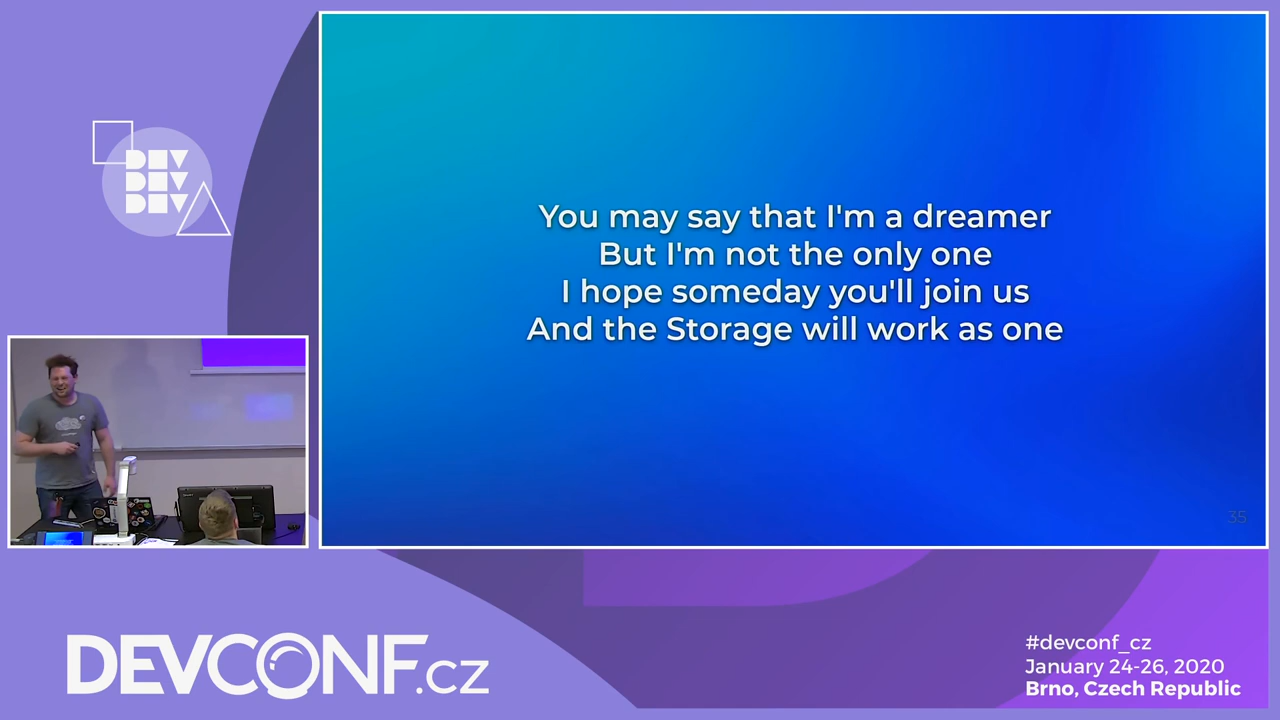 DEV
DEV
DEV
You may say that I'm a dreamer
But I'm not the only one
I hope someday you'll join us
And the Storage will work as one
35
DEVCONF.cz
#devconf_cz
January 24-26, 2020
Brno, Czech Republic